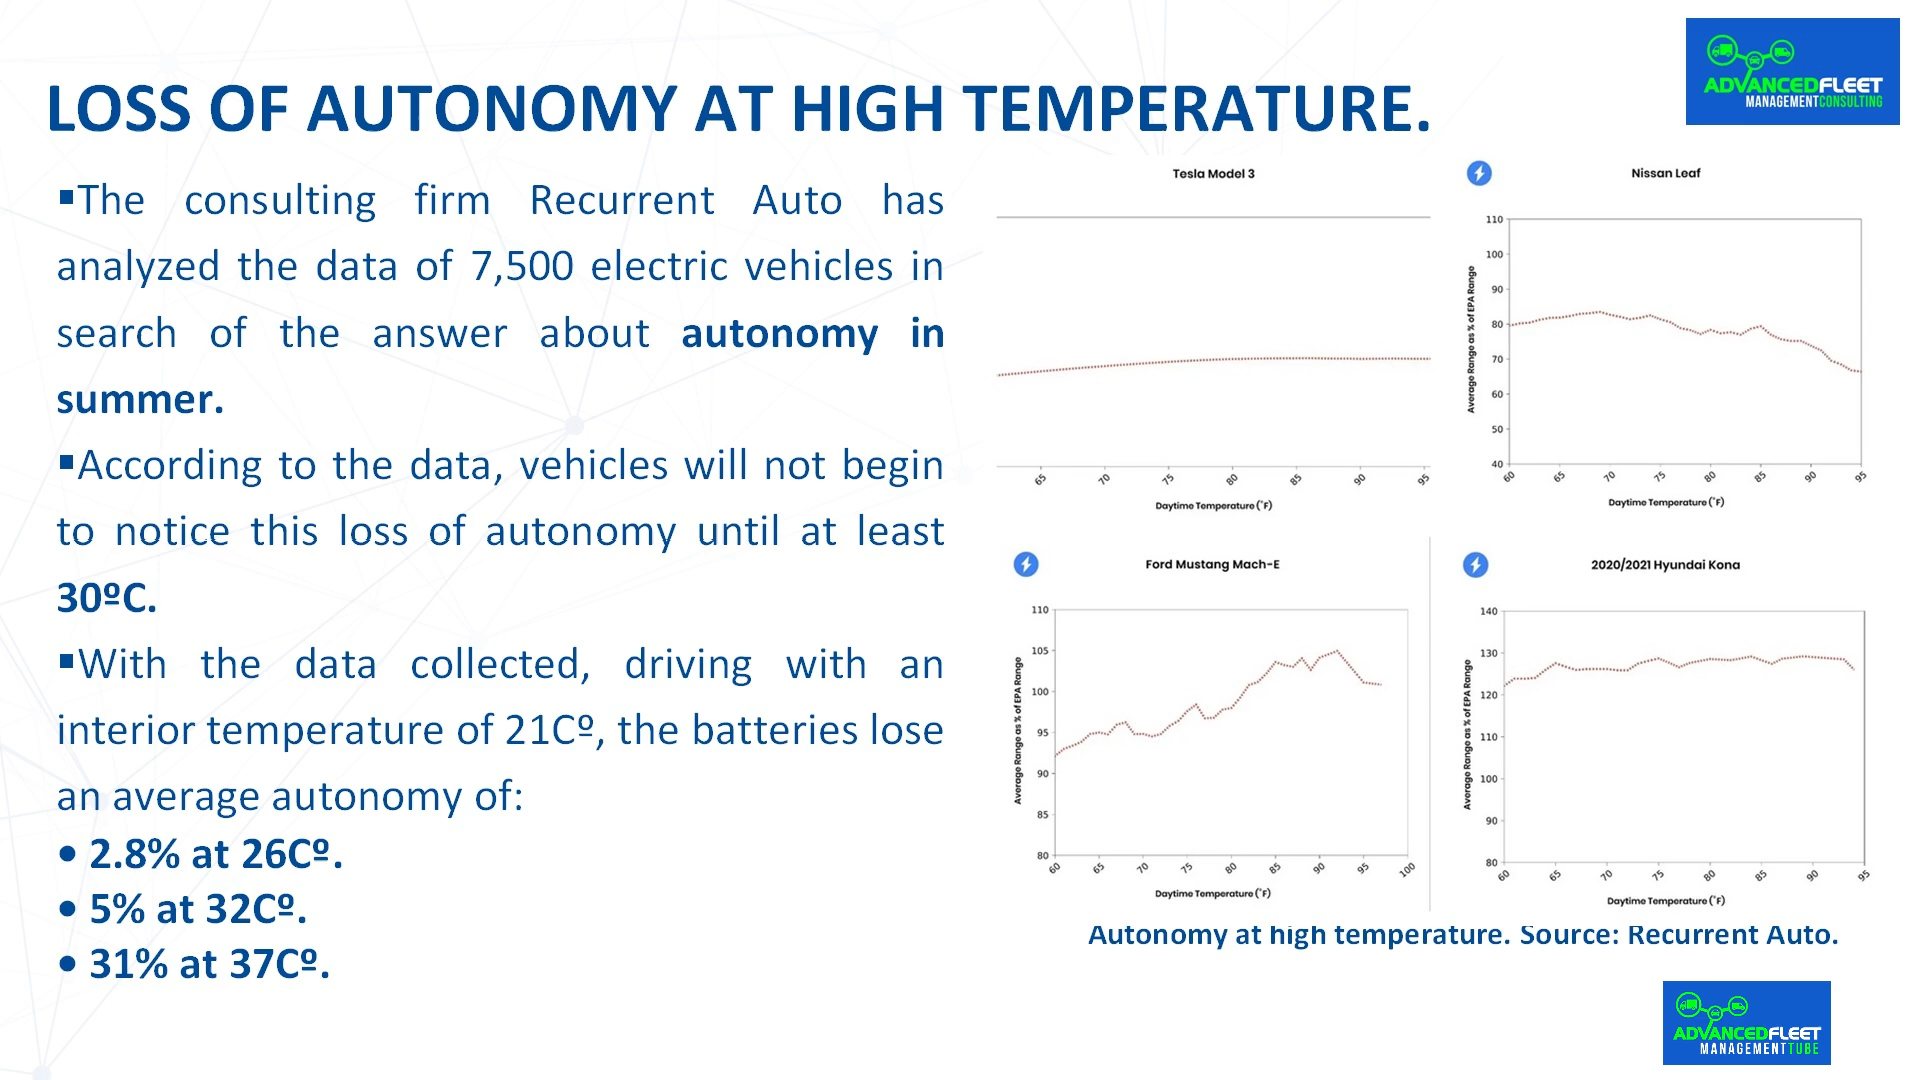 LOSS OF AUTONOMY AT HIGH TEMPERATURE.
ADVANCEDFLEET
MANAGEMENTCONSULTING
▪The consulting firm Recurrent Auto has
analyzed the data of 7,500 electric vehicles in
search of the answer about autonomy in
summer.
▪According to the data, vehicles will not begin
to notice this loss of autonomy until at least
30ºC.
▪With the data collected, driving with an
interior temperature of 21Cº, the batteries lose
an average autonomy of:
• 2.8% at 26Cº.
• 5% at 32Cº.
• 31% at 37Cº.
Tesla Model 3
65 70 75 80 85 90 95
Daytime Temperature (°F)
Nissan Leaf
Average Range as % of EPA Range
110
100
90
80
70
60
50
40
60 65 70 75 80 85 90 95
Daytime Temperature (°F)
Ford Mustang Mach-E
Average Range as % of EPA Range
110
105
100
95
90
85
80
60 65 70 75 80 85 90 95 100
Daytime Temperature (°F)
2020/2021 Hyundai Kona
Average Range as % of EPA Range
140
130
120
110
100
90
80
60 65 70 75 80 85 90 95
Daytime Temperature (°F)
Autonomy at high temperature. Source: Recurrent Auto.
ADVANCEDFLEET
MANAGEMENTTUBE